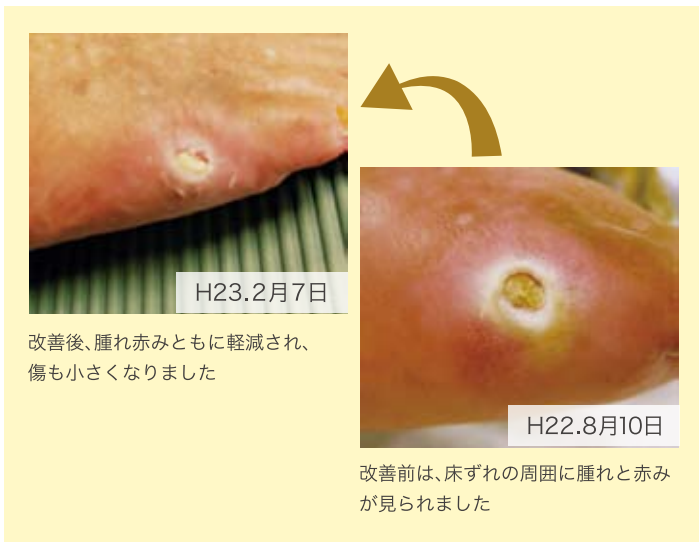 H23.2月7日
改善後、腫れ赤みともに軽減され、
傷も小さくなりました
H22.8月10日
改善前は、床ずれの周囲に腫れと赤み
が見られました